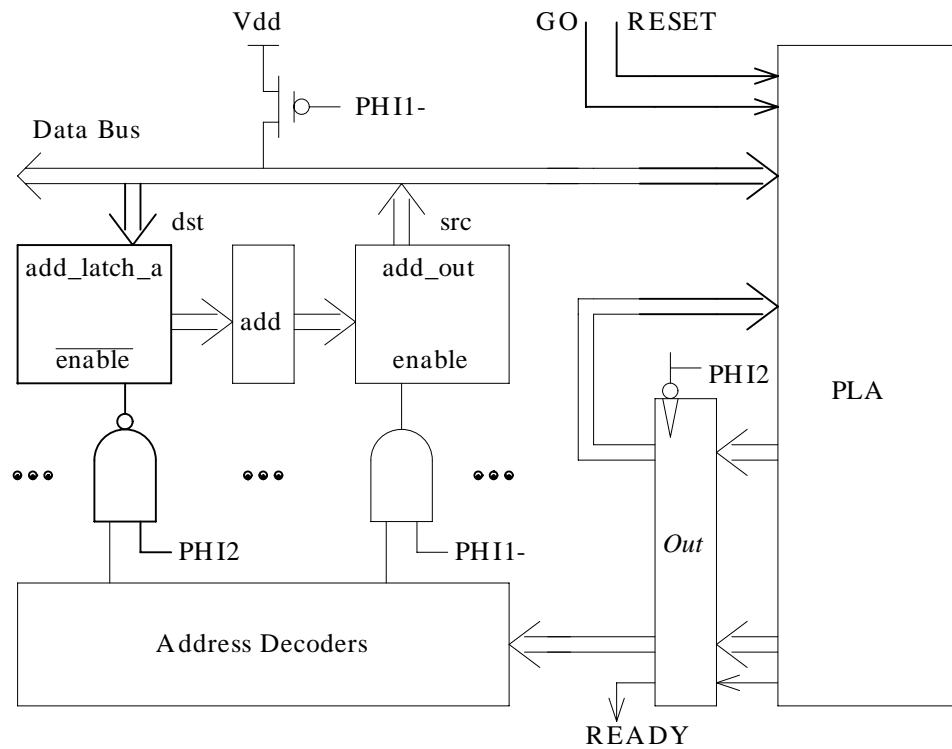 Vdd
GO RESET
PHI1-
Data Bus
dst
src
add_latch_a
add_out
add
enable
enable
PHI2
PLA
PHI2
PHI1-
Out
Address Decoders
READY